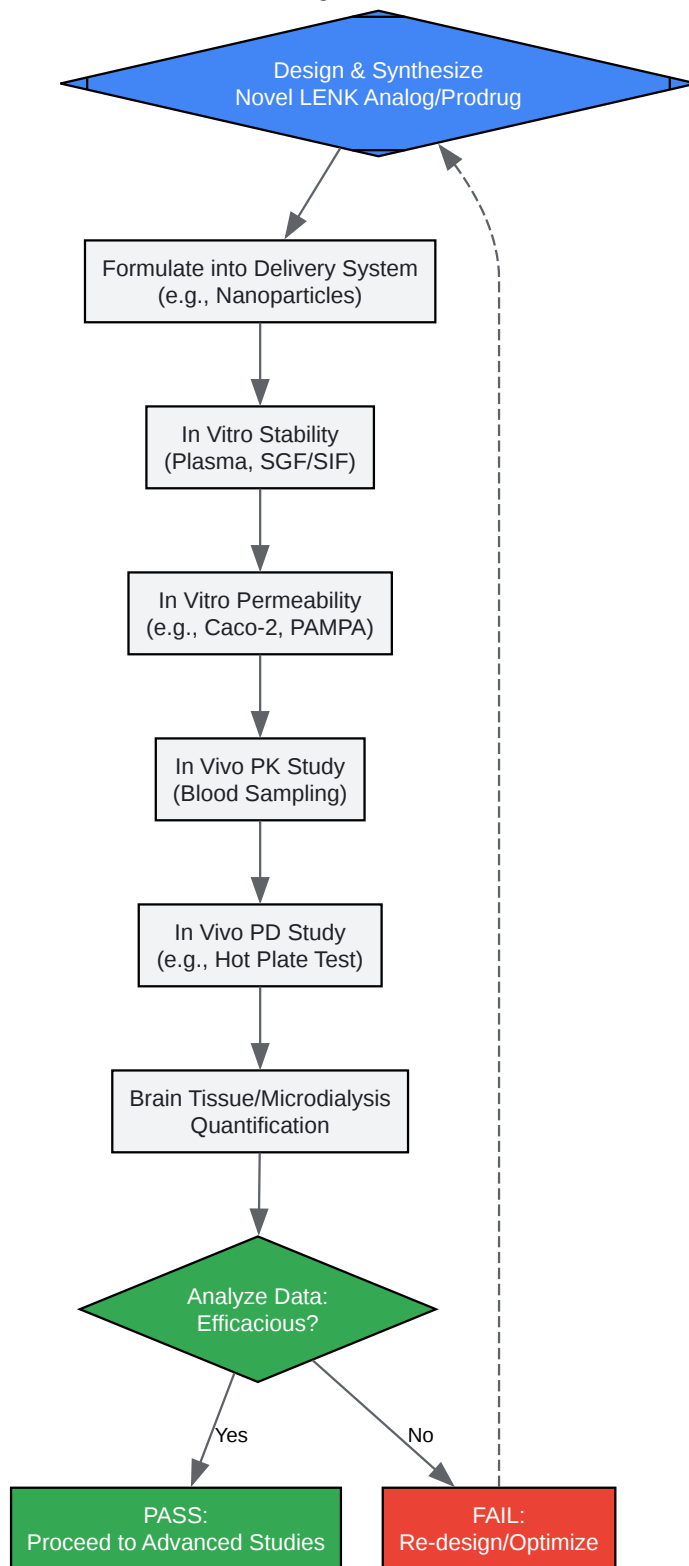 Design & Synthesize
Novel LENK Analog/Prodrug
Formulate into Delivery System
(e.g., Nanoparticles)
In Vitro Stability
(Plasma, SGF/SIF)
In Vitro Permeability
(e.g., Caco-2, PAMPA)
In Vivo PK Study
(Blood Sampling)
In Vivo PD Study
(e.g., Hot Plate Test)
Brain Tissue/Microdialysis
Quantification
Analyze Data:
Efficacious?
Yes
No
PASS:
Proceed to Advanced Studies
FAIL:
Re-design/Optimize